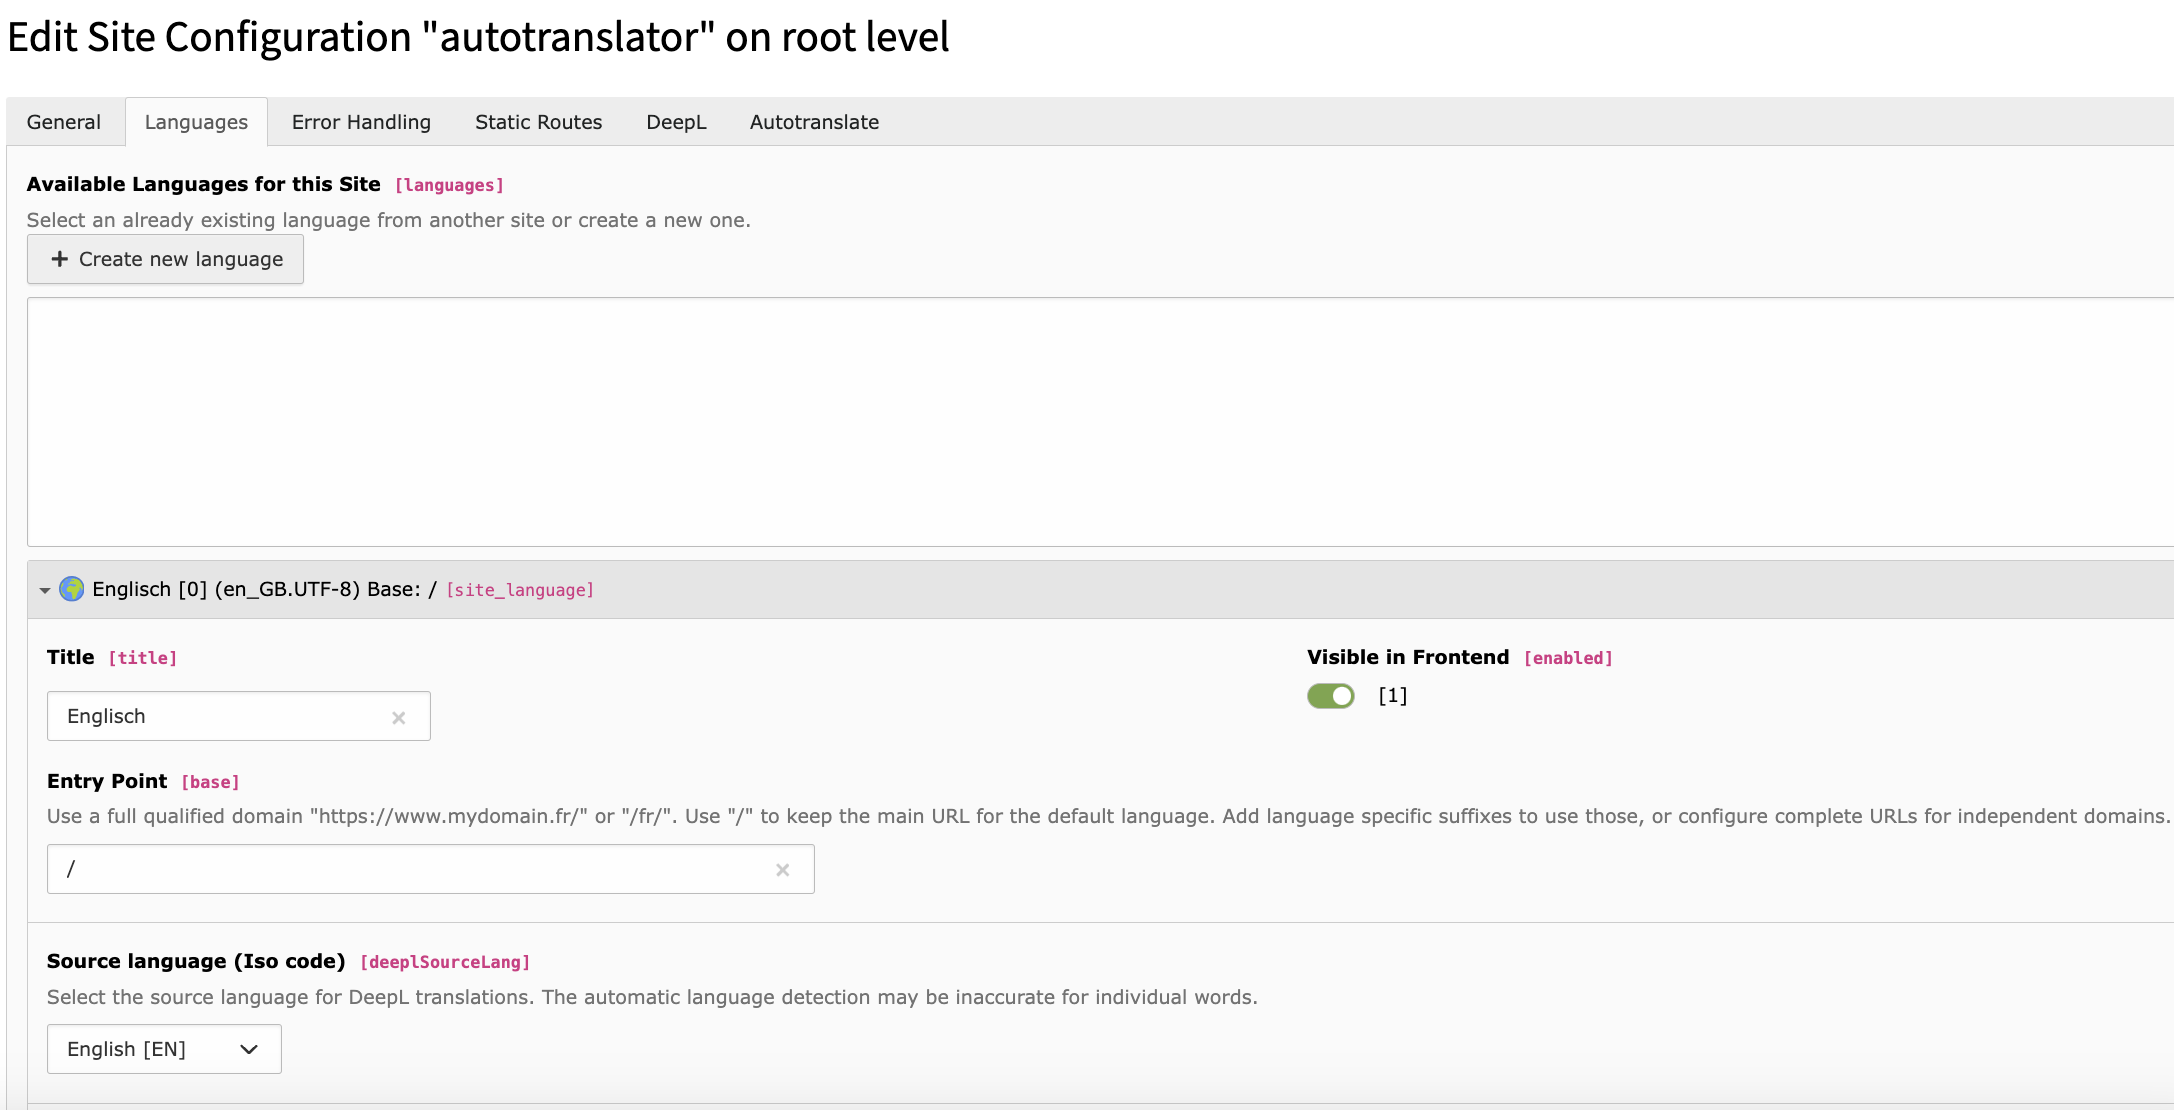 Edit Site Configuration "autotranslator" on root level
General Languages Error Handling Static Routes DeepL Autotranslate
Available Languages for this Site [languages]
Select an already existing language from another site or create a new one.
+ Create new language
Englisch [0] (en_GB.UTF-8) Base: / [site_language]
Title [title]
Visible in Frontend [enabled]
Englisch
[1]
Entry Point [base]
Use a full qualified domain "https://www.mydomain.fr/" or "/fr/". Use "/" to keep the main URL for the default language. Add language specific suffixes to use those, or configure complete URLs for independent domains.
/
Source language (Iso code) [deeplSourceLang]
Select the source language for DeepL translations. The automatic language detection may be inaccurate for individual words.
English [EN]